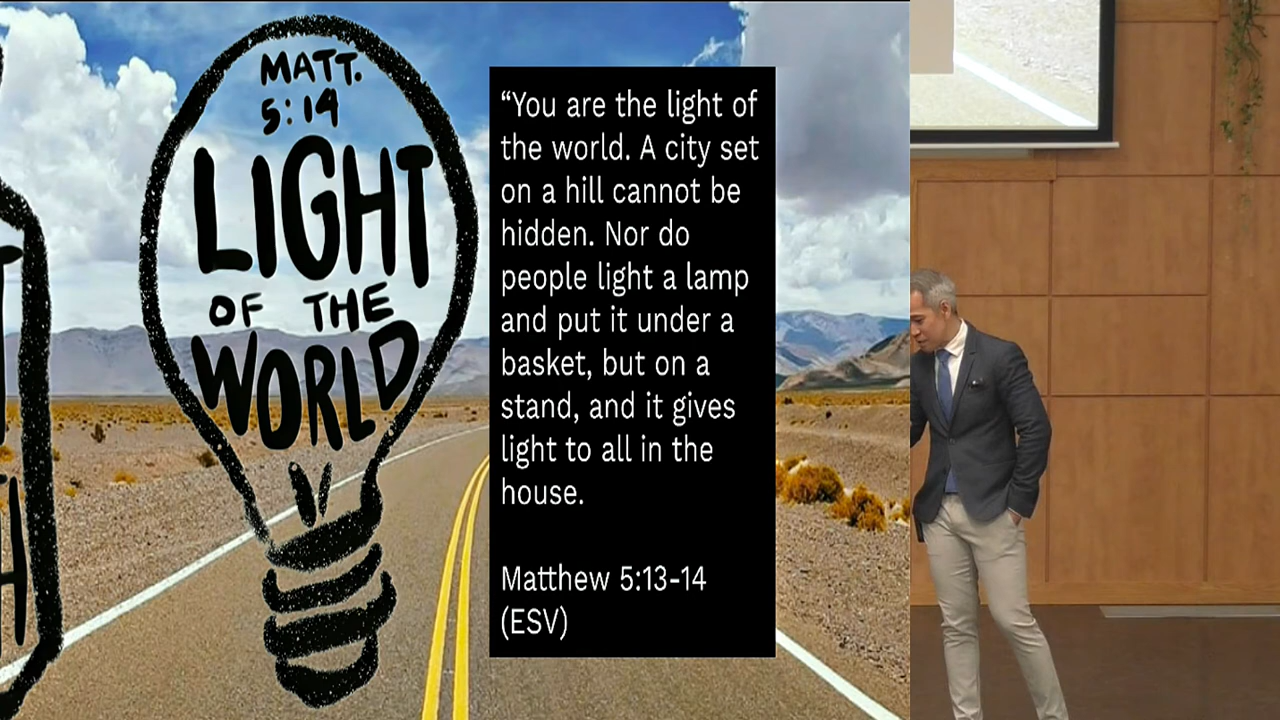 MATT.
5:14
LIGHT
OF THE
WORLD
“You are the light of
the world. A city set
on a hill cannot be
hidden. Nor do
people light a lamp
and put it under a
basket, but on a
stand, and it gives
light to all in the
house.
Matthew 5:13-14
(ESV)